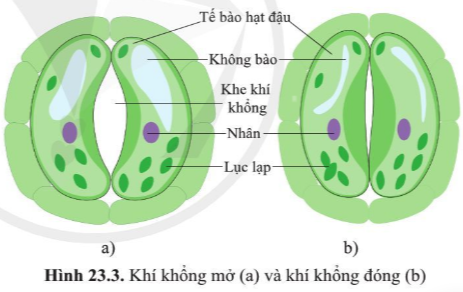 Tế bào hạt đậu
Không bào
Khe khí
khổng
Nhân
Lục lạp
a)
b)
Hình 23.3. Khí khổng mở (a) và khí khổng đóng (b)